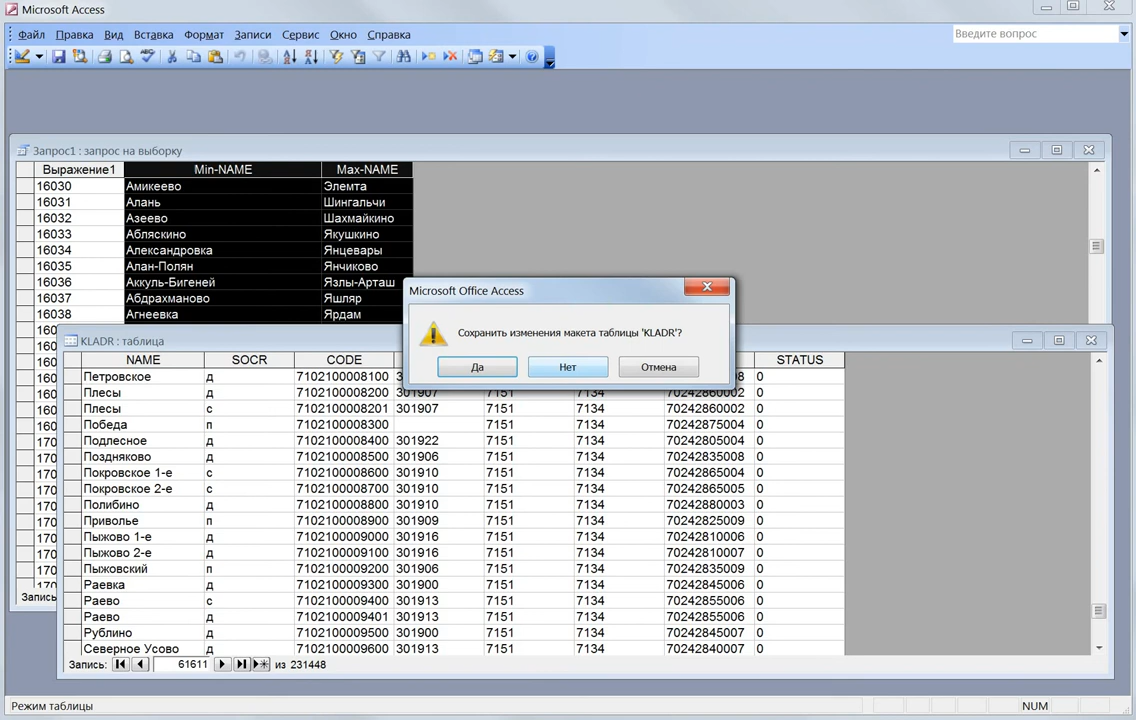 Microsoft Access
Файл Правка Вид Вставка Формат Записи Сервис Окно Справка
Введите вопрос
Запрос1 : запрос на выборку
Выражение1 Min-NAME Max-NAME
16030 Амикеево Элемта
16031 Алань Шингальчи
16032 Азеево Шахмайкино
16033 Абляскино Якушкино
16034 Александровка Янцевары
16035 Алан-Полян Янчиково
16036 Аккуль-Бигеней Язлы-Арташ
16037 Абдрахманово Яшляр
16038 Агнеевка Ярдам
Microsoft Office Access
Сохранить изменения макета таблицы 'KLADR'?
Да Нет Отмена
KLADR : таблица
NAME SOCR CODE STATUS
Петровское д 7102100008100 0
Плесы д 7102100008200 301907 7151 7134 70242860002 0
Плесы с 7102100008201 301907 7151 7134 70242860002 0
Победа п 7102100008300 7151 7134 70242875004 0
Подлесное д 7102100008400 301922 7151 7134 70242805004 0
Поздняково д 7102100008500 301906 7151 7134 70242835008 0
Покровское 1-е с 7102100008600 301910 7151 7134 70242865004 0
Покровское 2-е с 7102100008700 301910 7151 7134 70242865005 0
Полибино д 7102100008800 301910 7151 7134 70242880003 0
Приволье п 7102100008900 301909 7151 7134 70242825009 0
Пыжово 1-е д 7102100009000 301916 7151 7134 70242810006 0
Пыжово 2-е д 7102100009100 301916 7151 7134 70242810007 0
Пыжовский п 7102100009200 301906 7151 7134 70242835009 0
Раевка д 7102100009300 301900 7151 7134 70242845006 0
Раево с 7102100009400 301913 7151 7134 70242855006 0
Раево д 7102100009401 301913 7151 7134 70242855006 0
Рублино д 7102100009500 301900 7151 7134 70242845007 0
Северное Усово д 7102100009600 301913 7151 7134 70242840007 0
Запись: 61611 из 231448
Режим таблицы NUM